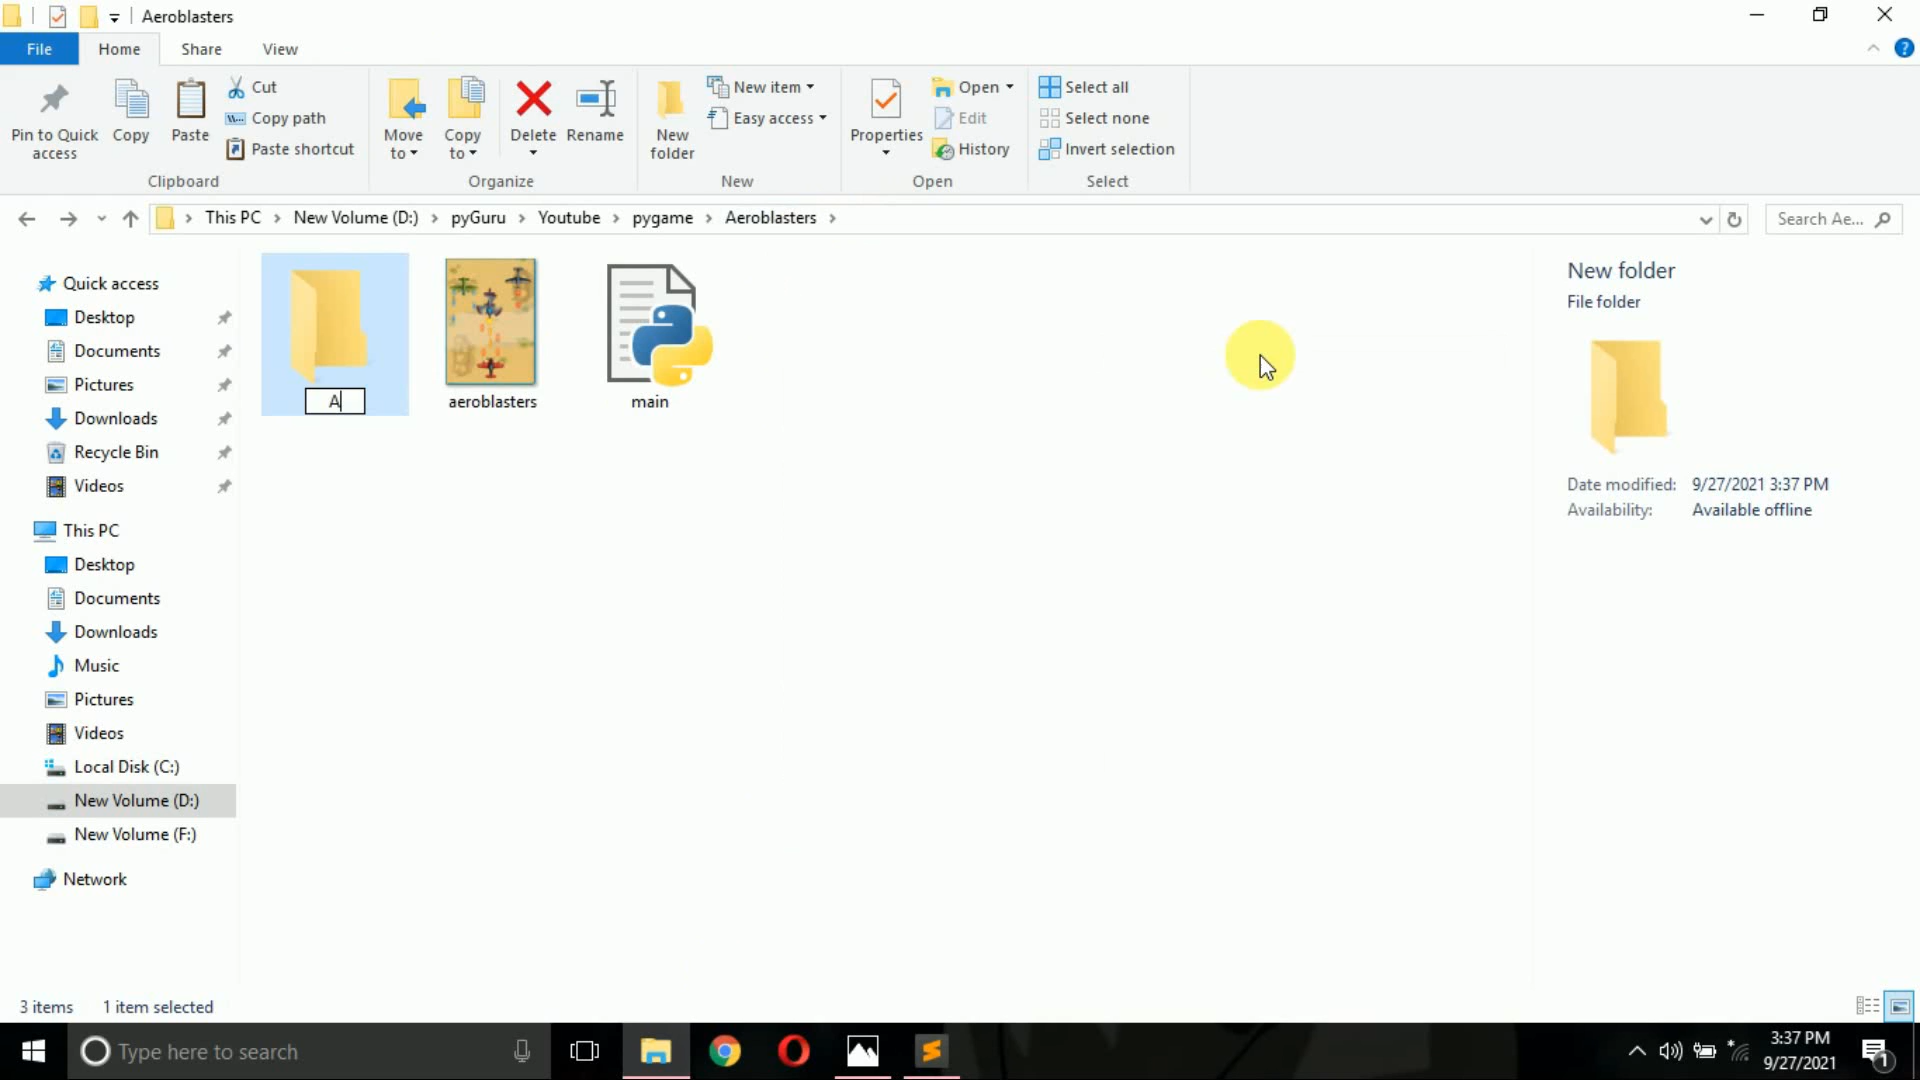 Aeroblasters
File Home Share View
Pin to Quick access
Copy
Paste
Cut
Copy path
Paste shortcut
Clipboard
Move to
Copy to
Delete
Rename
Organize
New folder
New item
Easy access
New
Properties
Open
Edit
History
Open
Select all
Select none
Invert selection
Select
This PC New Volume (D:) pyGuru Youtube pygame Aeroblasters
Search Ae...
Quick access
Desktop
Documents
Pictures
Downloads
Recycle Bin
Videos
This PC
Desktop
Documents
Downloads
Music
Pictures
Videos
Local Disk (C:)
New Volume (D:)
New Volume (F:)
Network
A
aeroblasters
main
New folder
File folder
Date modified: 9/27/2021 3:37 PM
Availability: Available offline
3 items 1 item selected
Type here to search
3:37 PM
9/27/2021
1